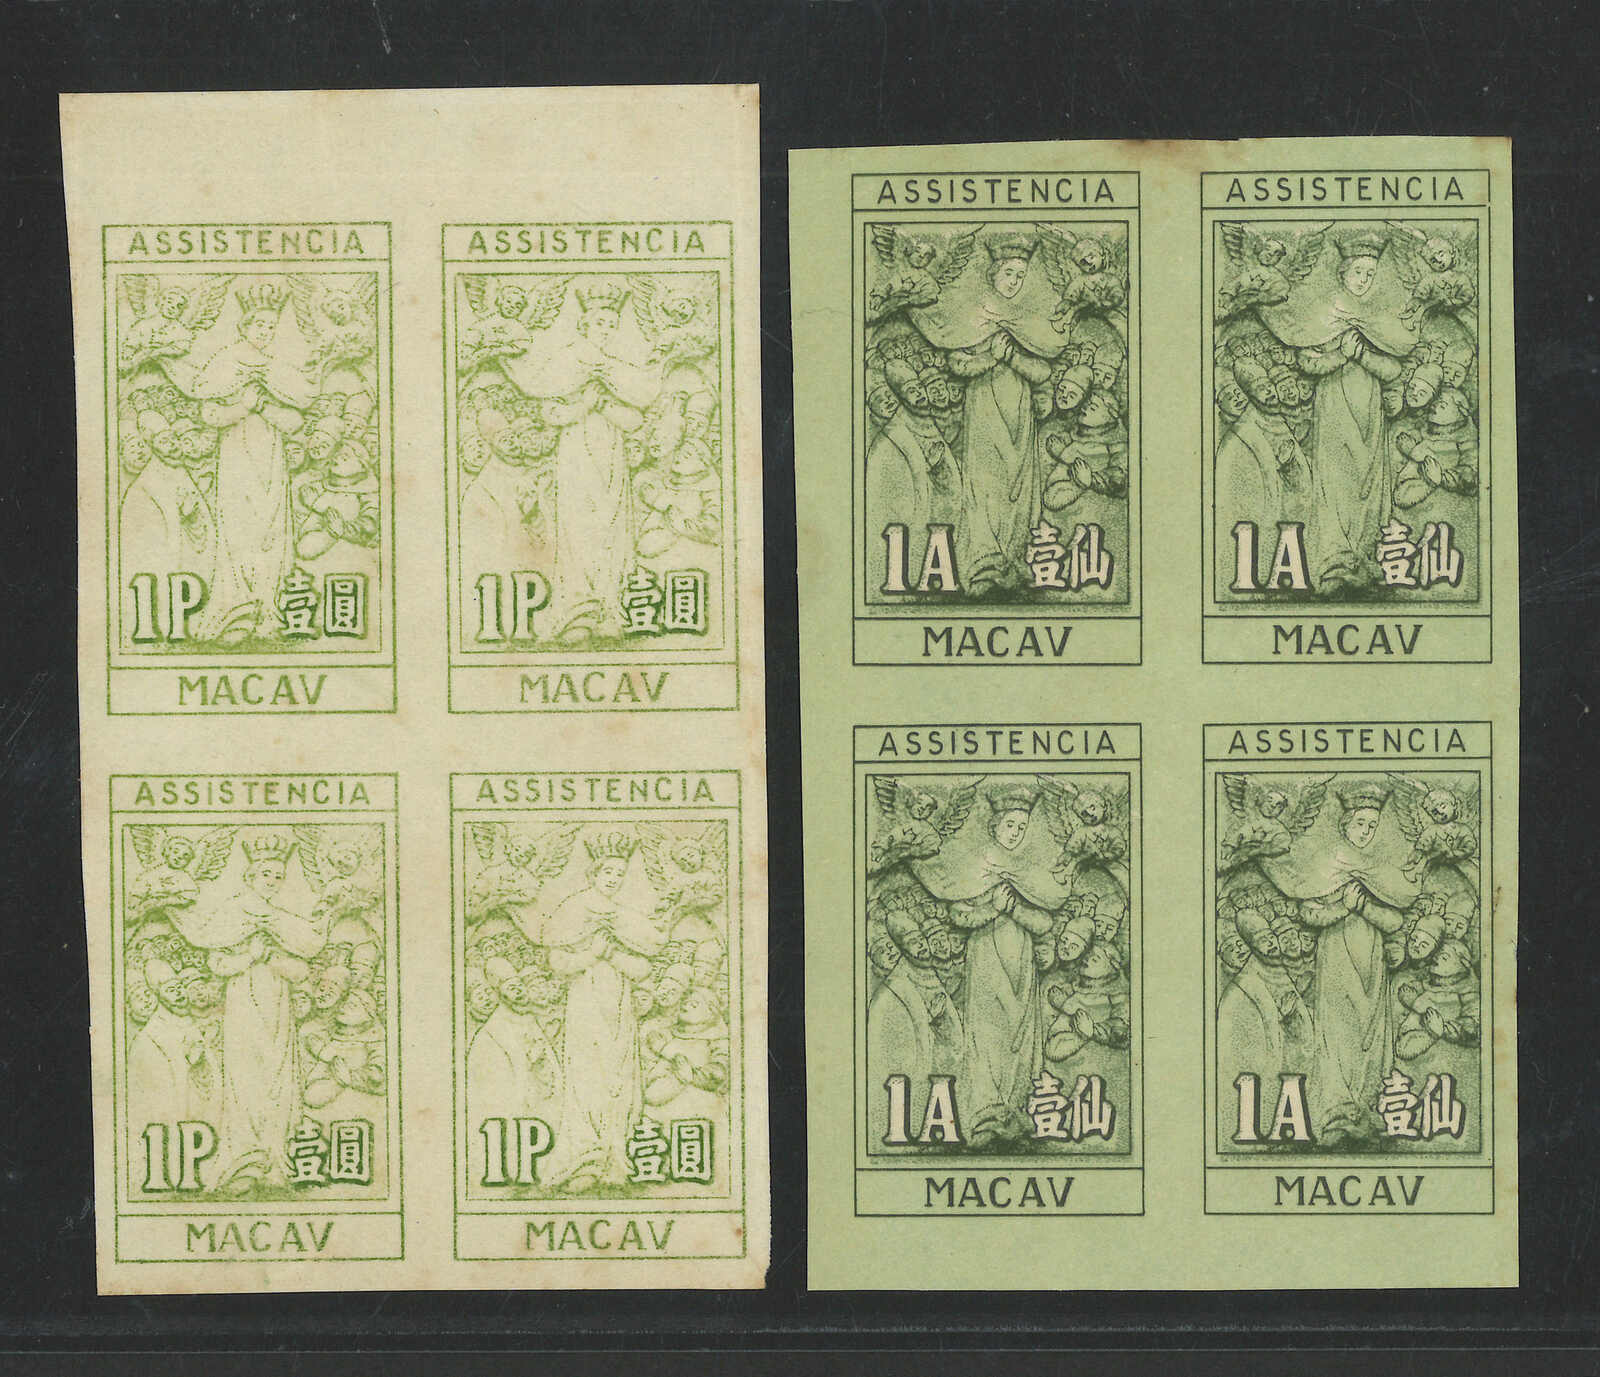 ASSISTENCIA
1P 壹圓
MACAV
ASSISTENCIA
1P 壹圓
MACAV
ASSISTENCIA
1P 壹圓
MACAV
ASSISTENCIA
1P 壹圓
MACAV
ASSISTENCIA
1A 壹仙
MACAV
ASSISTENCIA
1A 壹仙
MACAV
ASSISTENCIA
1A 壹仙
MACAV
ASSISTENCIA
1A 壹仙
MACAV